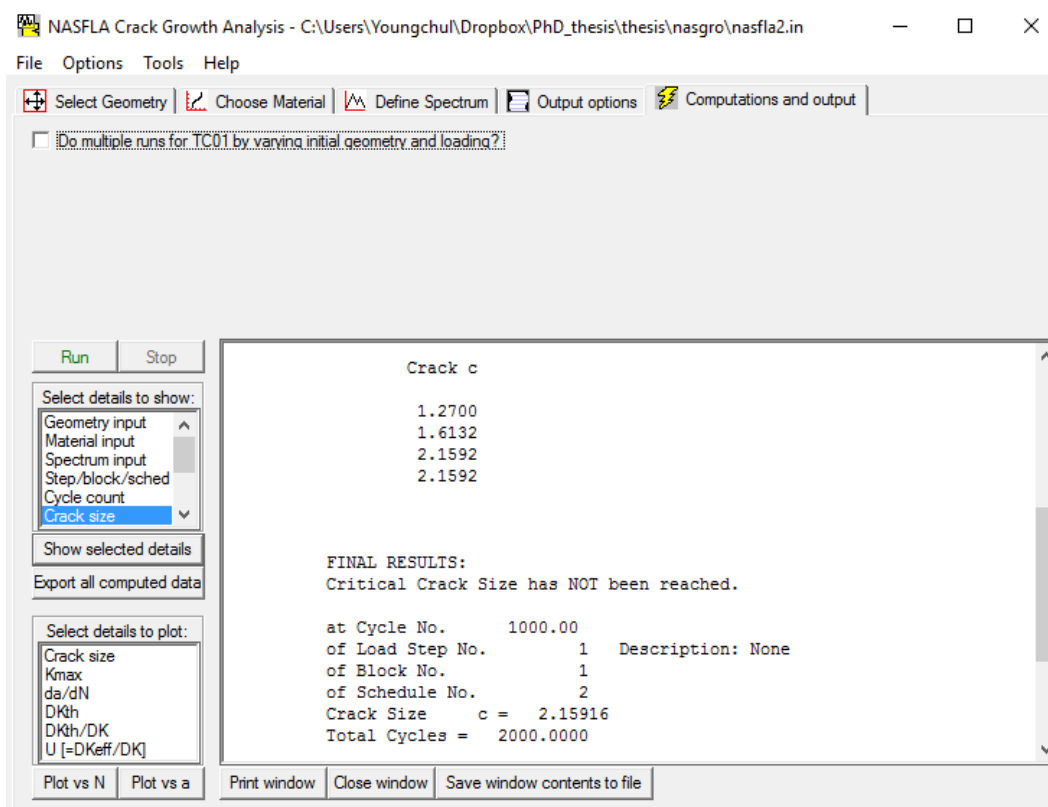 NASFLA Crack Growth Analysis - C:\Users\Youngchul\Dropbox\PhD_thesis\thesis\nasgro\nasfla2.in
File Options Tools Help
Select Geometry Choose Material Define Spectrum Output options Computations and output
Do multiple runs for TC01 by varying initial geometry and loading?
Run Stop
Select details to show:
Geometry input
Material input
Spectrum input
Step/block/sched
Cycle count
Crack size
Show selected details
Export all computed data
Select details to plot:
Crack size
Kmax
da/dN
DKth
DKth/DK
U [=DKeff/DK]
Plot vs N Plot vs a
Crack c
1.2700
1.6132
2.1592
2.1592
FINAL RESULTS:
Critical Crack Size has NOT been reached.
at Cycle No. 1000.00
of Load Step No. 1 Description: None
of Block No. 1
of Schedule No. 2
Crack Size c = 2.15916
Total Cycles = 2000.0000
Print window Close window Save window contents to file